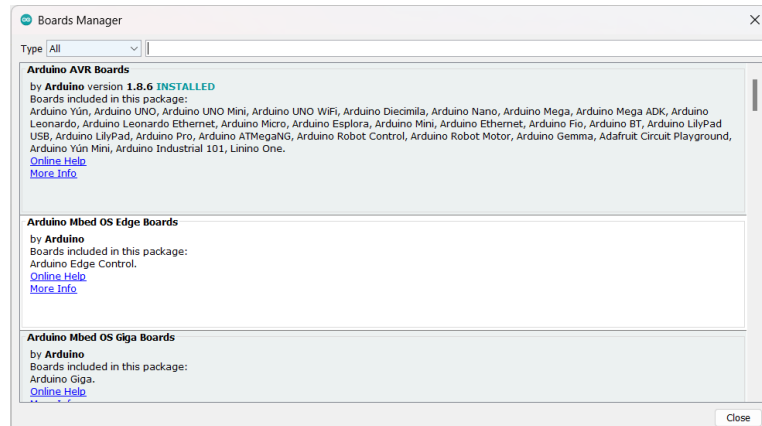 Boards Manager
Type All
Arduino AVR Boards
by Arduino version 1.8.6 INSTALLED
Boards included in this package:
Arduino Yún, Arduino UNO, Arduino UNO Mini, Arduino UNO WiFi, Arduino Diecimila, Arduino Nano, Arduino Mega, Arduino Mega ADK, Arduino
Leonardo, Arduino Leonardo Ethernet, Arduino Micro, Arduino Esplora, Arduino Mini, Arduino Ethernet, Arduino Fio, Arduino BT, Arduino LilyPad
USB, Arduino LilyPad, Arduino Pro, Arduino ATMegaNG, Arduino Robot Control, Arduino Robot Motor, Arduino Gemma, Adafruit Circuit Playground,
Arduino Yún Mini, Arduino Industrial 101, Linino One.
Online Help
More Info
Arduino Mbed OS Edge Boards
by Arduino
Boards included in this package:
Arduino Edge Control.
Online Help
More Info
Arduino Mbed OS Giga Boards
by Arduino
Boards included in this package:
Arduino Giga.
Online Help
Close